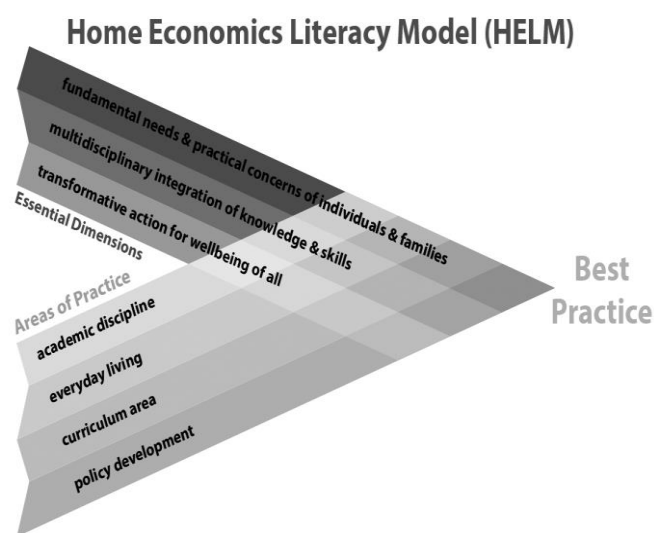 Home Economics Literacy Model (HELM)
fundamental needs & practical concerns of individuals & families
multidisciplinary integration of knowledge & skills
transformative action for wellbeing of all
Essential Dimensions
Areas of Practice
academic discipline
everyday living
curriculum area
policy development
Best
Practice